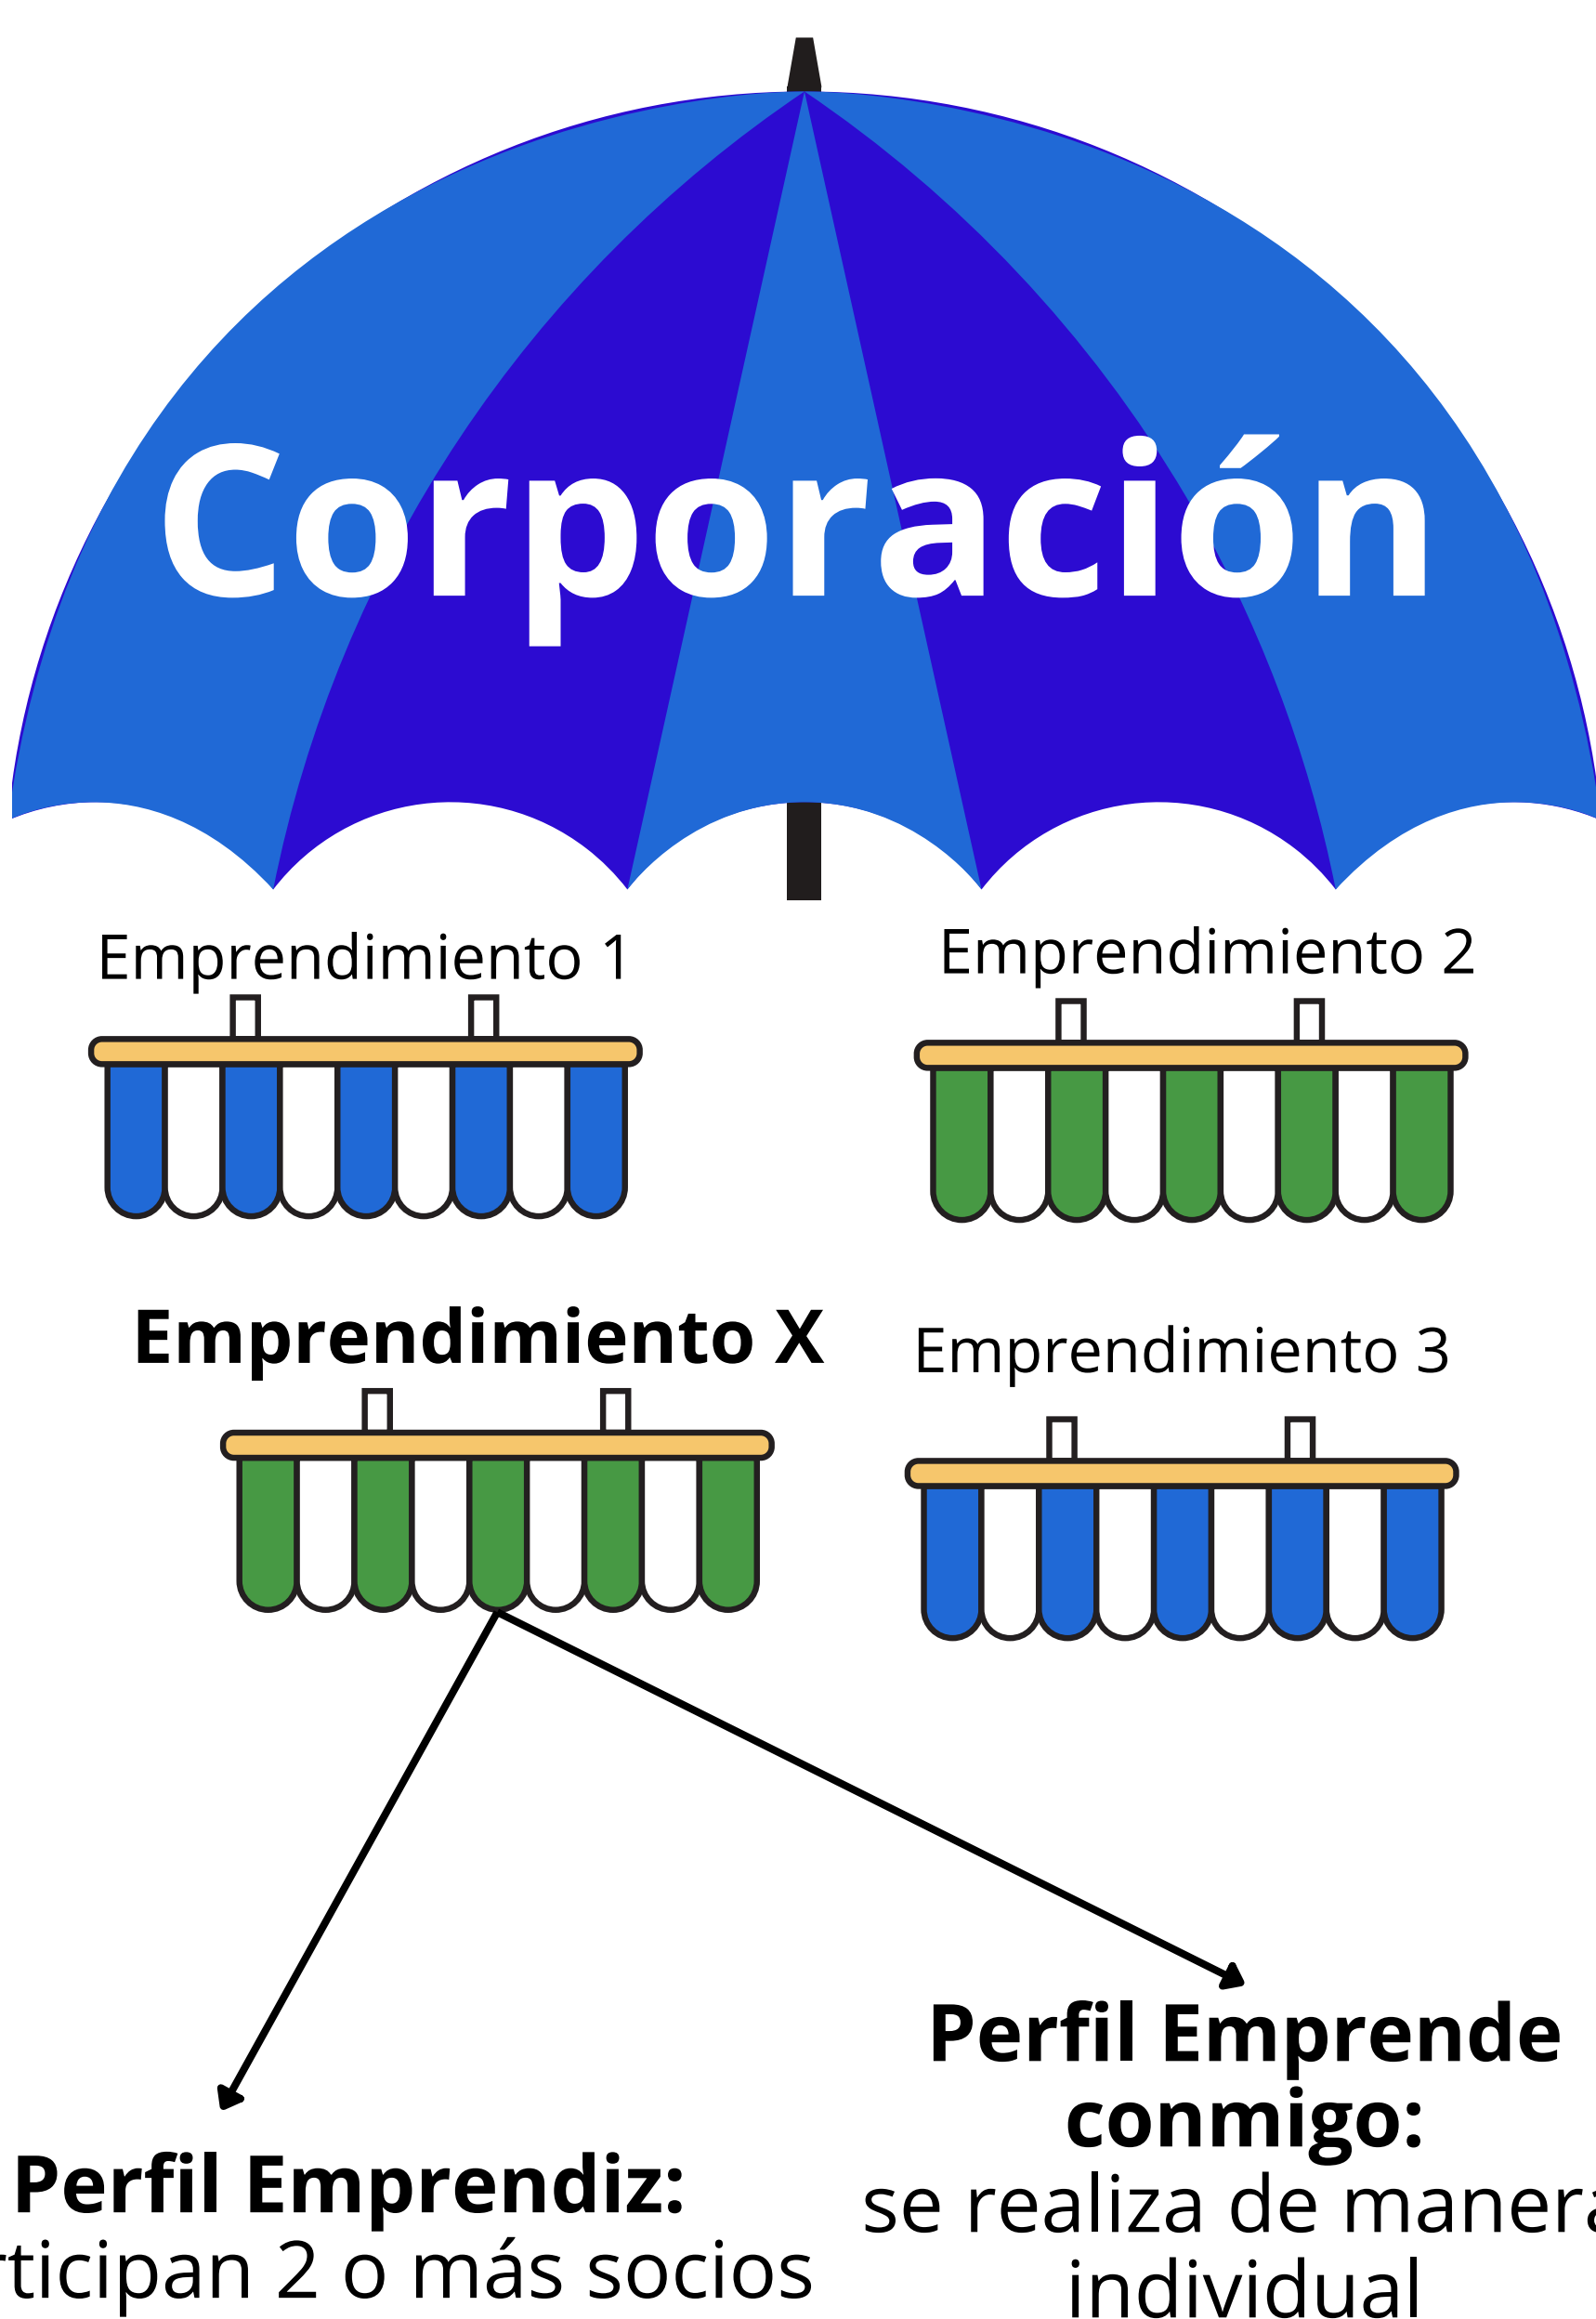 Corporación
Emprendimiento 1
Emprendimiento 2
Emprendimiento X
Emprendimiento 3
Perfil Emprende
conmigo:
se realiza de manera
individual
Perfil Emprendiz:
ticipan 2 o más socios